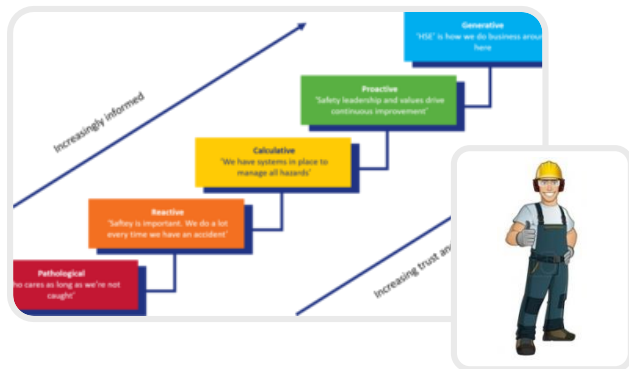 Generative
'HSE' is how we do business arou
here
Proactive
'Safety leadership and values drive
continuous improvement'
Increasingly informed
Calculative
'We have systems in place to
manage all hazards'
Reactive
'Saftey is important. We do a lot
every time we have an accident'
Increasing trust an
Pathological
ho cares as long as we're not
caught'